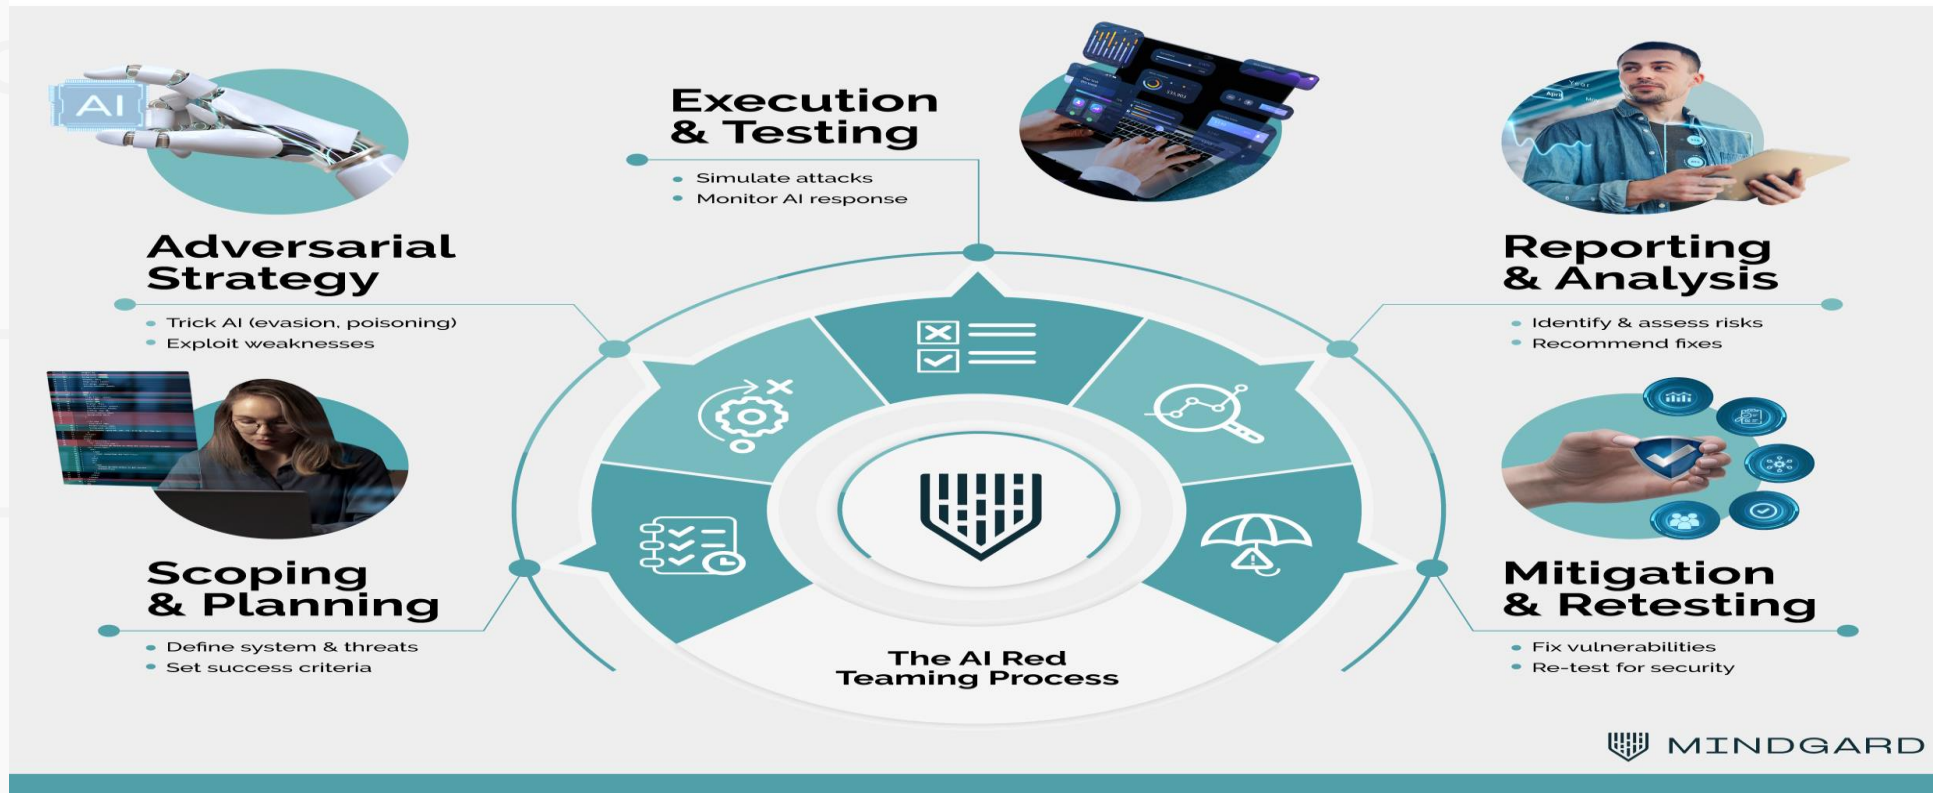 AI
Adversarial
Strategy
Trick AI (evasion, poisoning)
Exploit weaknesses
Scoping
& Planning
Define system & threats
Set success criteria
Execution
& Testing
Simulate attacks
Monitor AI response
Reporting
& Analysis
Identify & assess risks
Recommend fixes
Mitigation
& Retesting
Fix vulnerabilities
Re-test for security
The AI Red
Teaming Process
Year
April
MINDGARD